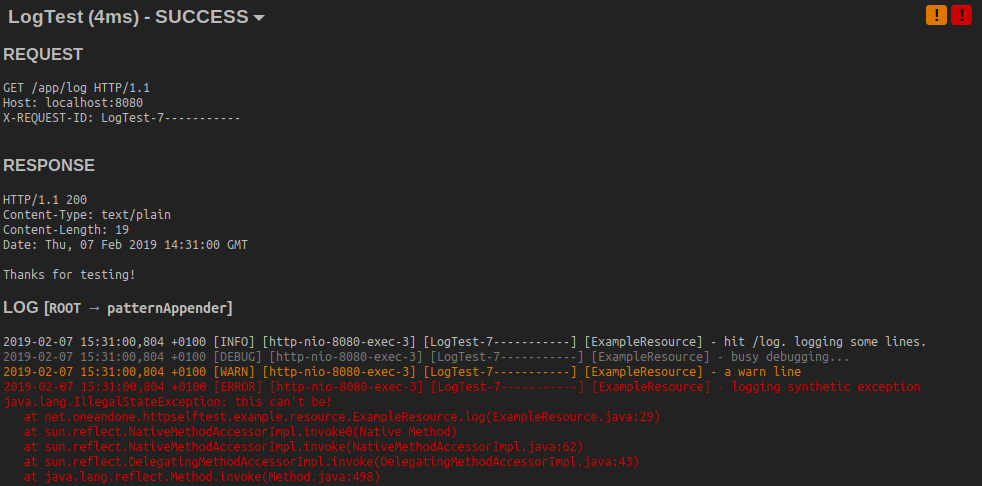 LogTest (4ms) - SUCCESS
! !
REQUEST
GET /app/log HTTP/1.1
Host: localhost:8080
X-REQUEST-ID: LogTest-7-----------
RESPONSE
HTTP/1.1 200
Content-Type: text/plain
Content-Length: 19
Date: Thu, 07 Feb 2019 14:31:00 GMT
Thanks for testing!
LOG [ROOT → patternAppender]
2019-02-07 15:31:00,804 +0100 [INFO] [http-nio-8080-exec-3] [LogTest-7-----------] [ExampleResource] - hit /log. logging some lines.
2019-02-07 15:31:00,804 +0100 [DEBUG] [http-nio-8080-exec-3] [LogTest-7-----------] [ExampleResource] - busy debugging...
2019-02-07 15:31:00,804 +0100 [WARN] [http-nio-8080-exec-3] [LogTest-7-----------] [ExampleResource] - a warn line
2019-02-07 15:31:00,804 +0100 [ERROR] [http-nio-8080-exec-3] [LogTest-7-----------] [ExampleResource] - logging synthetic exception
java.lang.IllegalStateException: this can't be!
at net.oneandone.httpselftest.example.resource.ExampleResource.log(ExampleResource.java:29)
at sun.reflect.NativeMethodAccessorImpl.invoke0(Native Method)
at sun.reflect.NativeMethodAccessorImpl.invoke(NativeMethodAccessorImpl.java:62)
at sun.reflect.DelegatingMethodAccessorImpl.invoke(DelegatingMethodAccessorImpl.java:43)
at java.lang.reflect.Method.invoke(Method.java:498)